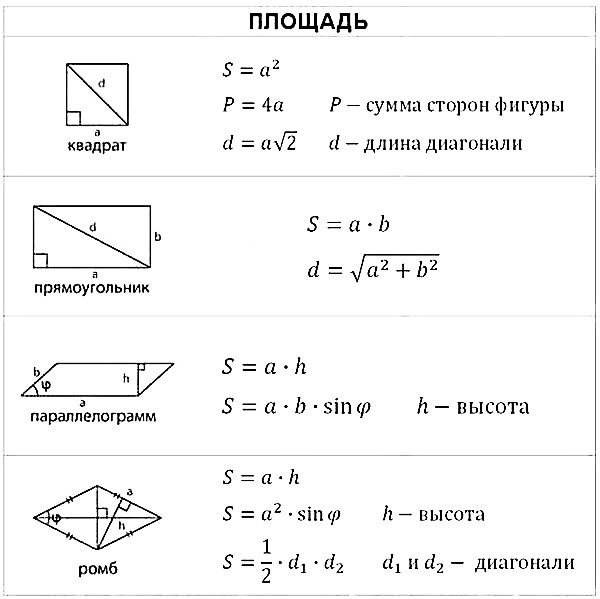 ПЛОЩАДЬ
d
a
квадрат
S = a²
P = 4a P – сумма сторон фигуры
d = a√2 d – длина диагонали
d
b
a
прямоугольник
S = a · b
d = √(a² + b²)
b
φ
h
a
параллелограмм
S = a · h
S = a · b · sin φ h – высота
a
φ
h
ромб
S = a · h
S = a² · sin φ h – высота
S = 1/2 · d₁ · d₂ d₁ и d₂ – диагонали